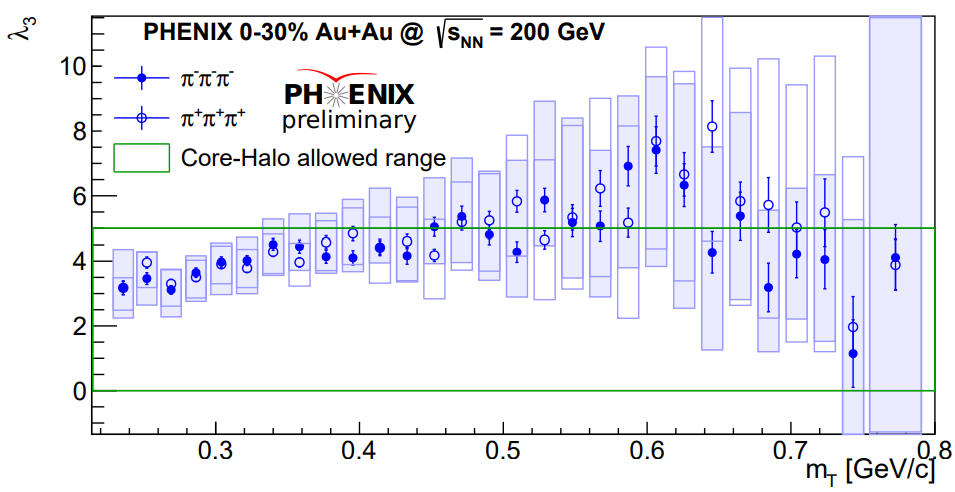 λ₃
PHENIX 0-30% Au+Au @ √sNN = 200 GeV
π⁻π⁻π⁻
π⁺π⁺π⁺
Core-Halo allowed range
PHENIX
preliminary
10
8
6
4
2
0
0.3 0.4 0.5 0.6 0.7 0.8
mT [GeV/c]